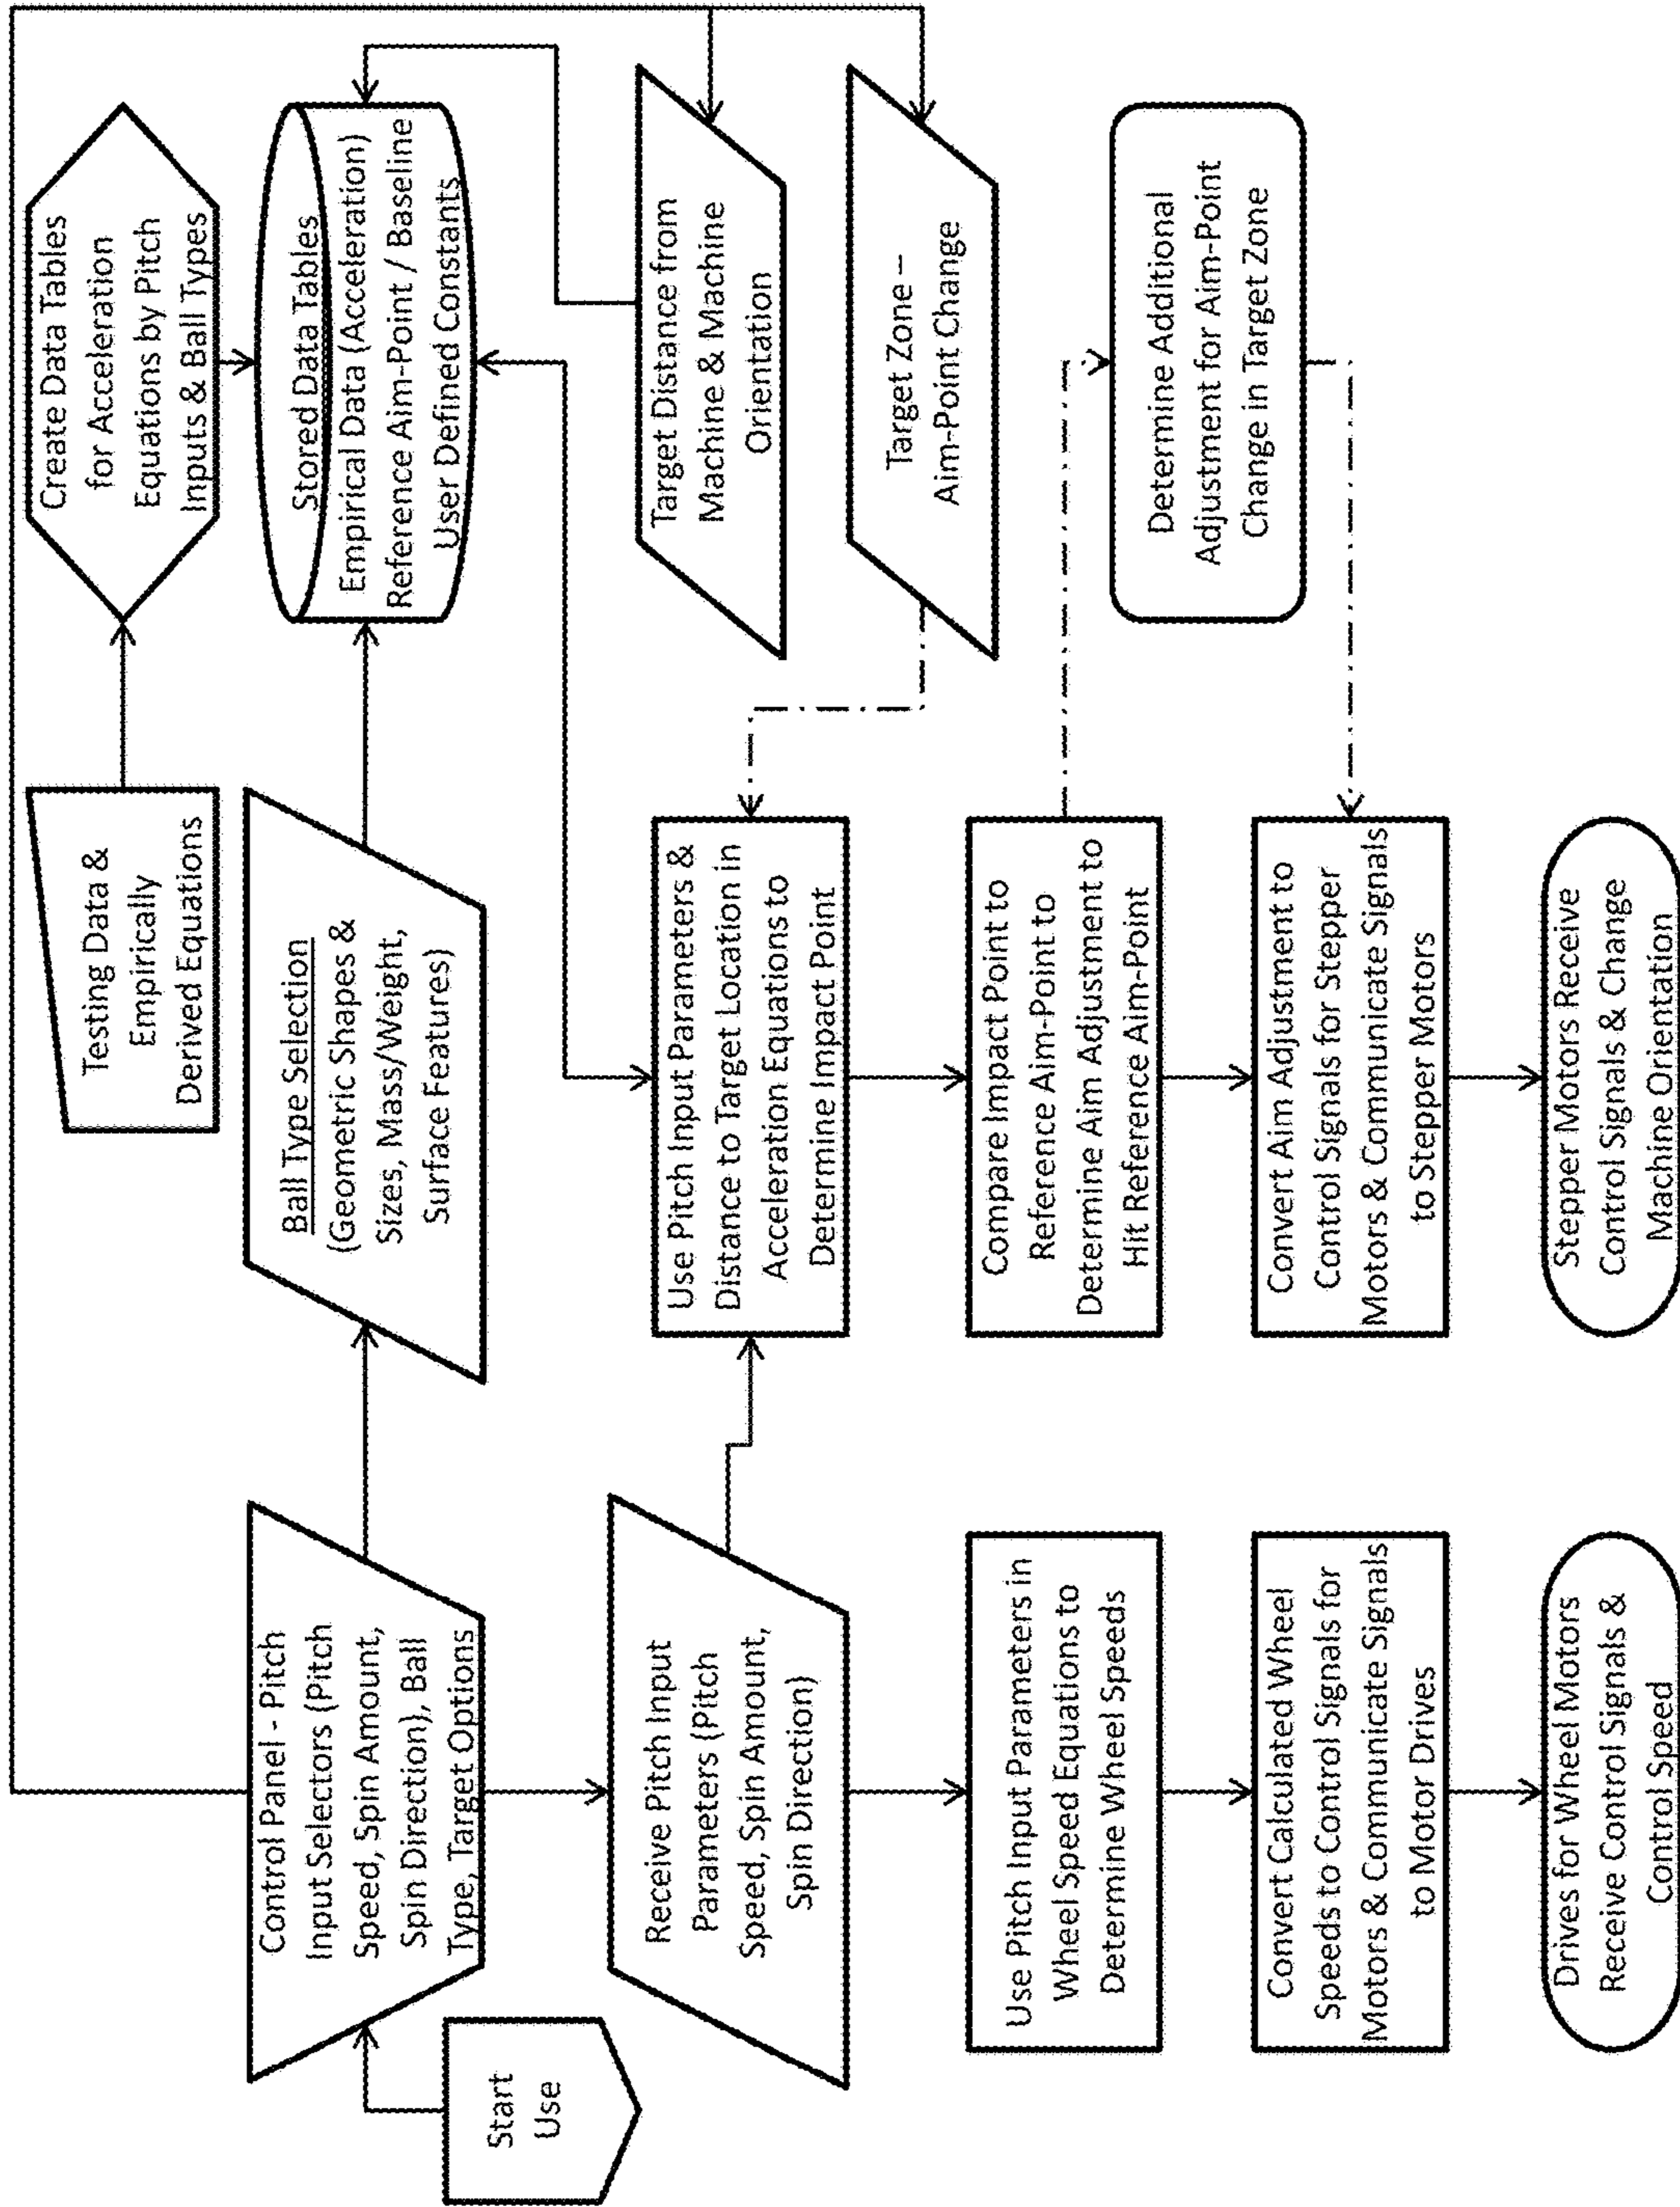 Start
Use
Control Panel - Pitch
Input Selectors (Pitch
Speed, Spin Amount,
Spin Direction), Ball
Type, Target Options
Receive Pitch Input
Parameters (Pitch
Speed, Spin Amount,
Spin Direction)
Use Pitch Input Parameters in
Wheel Speed Equations to
Determine Wheel Speeds
Convert Calculated Wheel
Speeds to Control Signals for
Motors & Communicate Signals
to Motor Drives
Drives for Wheel Motors
Receive Control Signals &
Control Speed
Testing Data &
Empirically
Derived Equations
Ball Type Selection
(Geometric Shapes &
Sizes, Mass/Weight,
Surface Features)
Use Pitch Input Parameters &
Distance to Target Location in
Acceleration Equations to
Determine Impact Point
Compare Impact Point to
Reference Aim-Point to
Determine Aim Adjustment to
Hit Reference Aim-Point
Convert Aim Adjustment to
Control Signals for Stepper
Motors & Communicate Signals
to Stepper Motors
Stepper Motors Receive
Control Signals & Change
Machine Orientation
Create Data Tables
for Acceleration
Equations by Pitch
Inputs & Ball Types
Stored Data Tables
Empirical Data (Acceleration)
Reference Aim-Point / Baseline
User Defined Constants
Target Distance from
Machine & Machine
Orientation
Target Zone –
Aim-Point Change
Determine Additional
Adjustment for Aim-Point
Change in Target Zone